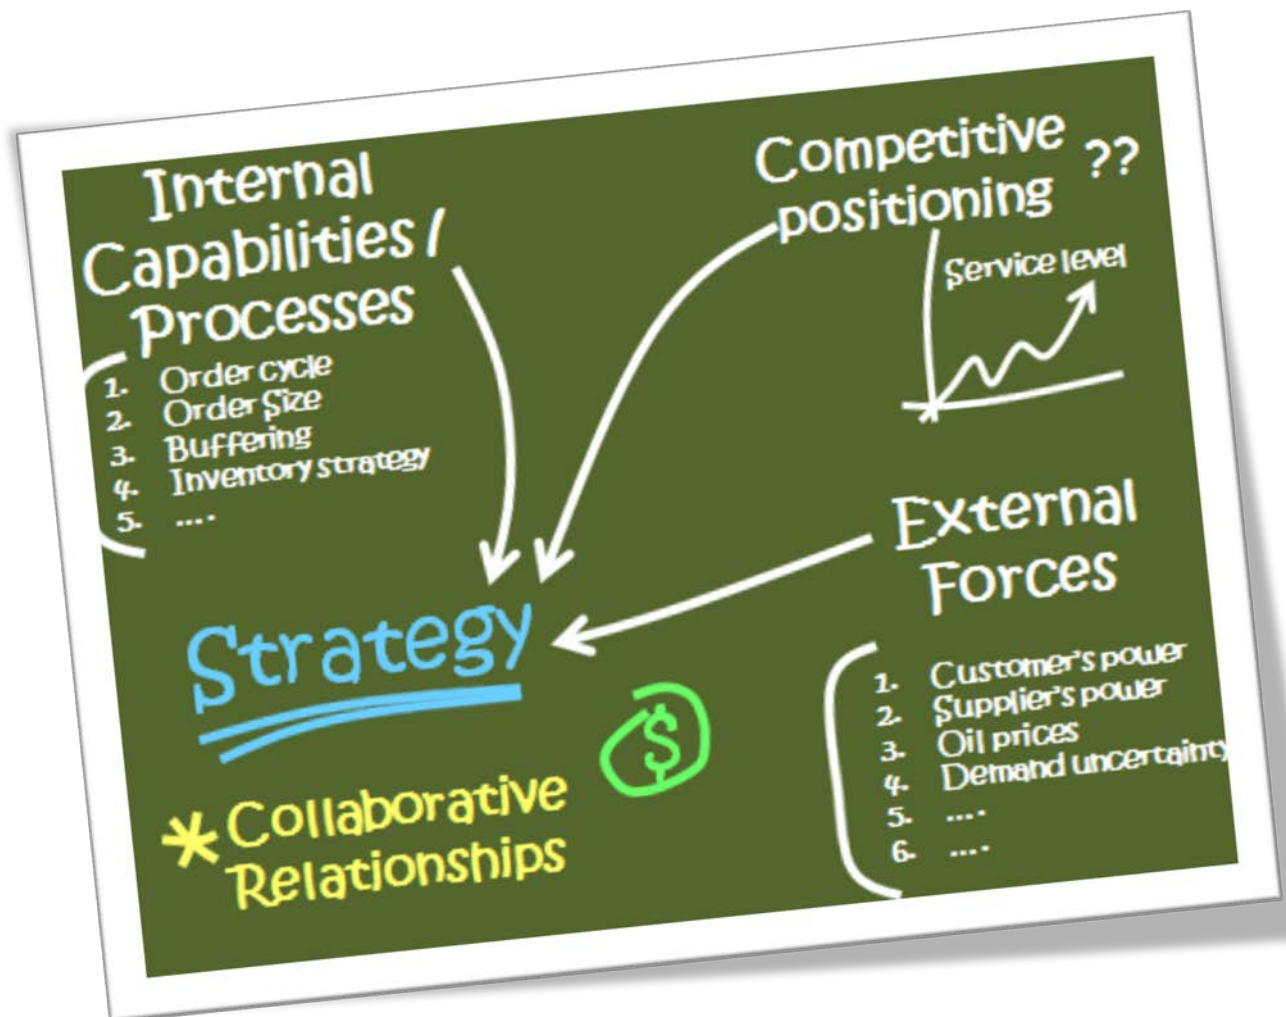 Internal
Capabilities /
Processes
1. Order cycle
2. Order Size
3. Buffering
4. Inventory strategy
5. ....
Competitive ??
positioning
Service level
External
Forces
1. Customer's power
2. Supplier's power
3. Oil prices
4. Demand uncertainty
5. ....
6. ....
Strategy
$
* Collaborative
Relationships